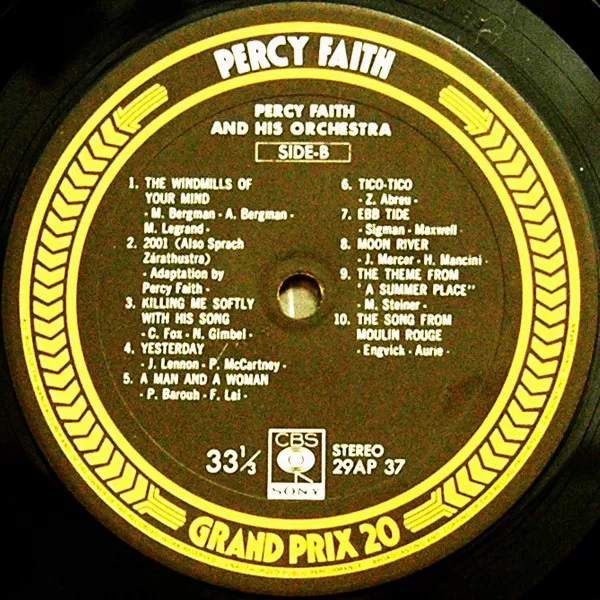 PERCY FAITH
PERCY FAITH
AND HIS ORCHESTRA
SIDE-B
1. THE WINDMILLS OF
YOUR MIND
- M. Bergman - A. Bergman -
M. Legrand -
2. 2001 (Also Sprach
Zarathustra)
- Adaptation by
Percy Faith -
3. KILLING ME SOFTLY
WITH HIS SONG
- C. Fox - N. Gimbel -
4. YESTERDAY
- J. Lennon - P. McCartney -
5. A MAN AND A WOMAN
- P. Barouh - F. Lai -
6. TICO-TICO
- Z. Abreu -
7. EBB TIDE
- Sigman - Maxwell -
8. MOON RIVER
- J. Mercer - H. Mancini -
9. THE THEME FROM
"A SUMMER PLACE"
- M. Steiner -
10. THE SONG FROM
MOULIN ROUGE
- Engvick - Auric -
33⅓
CBS
SONY
STEREO
29AP 37
GRAND PRIX 20